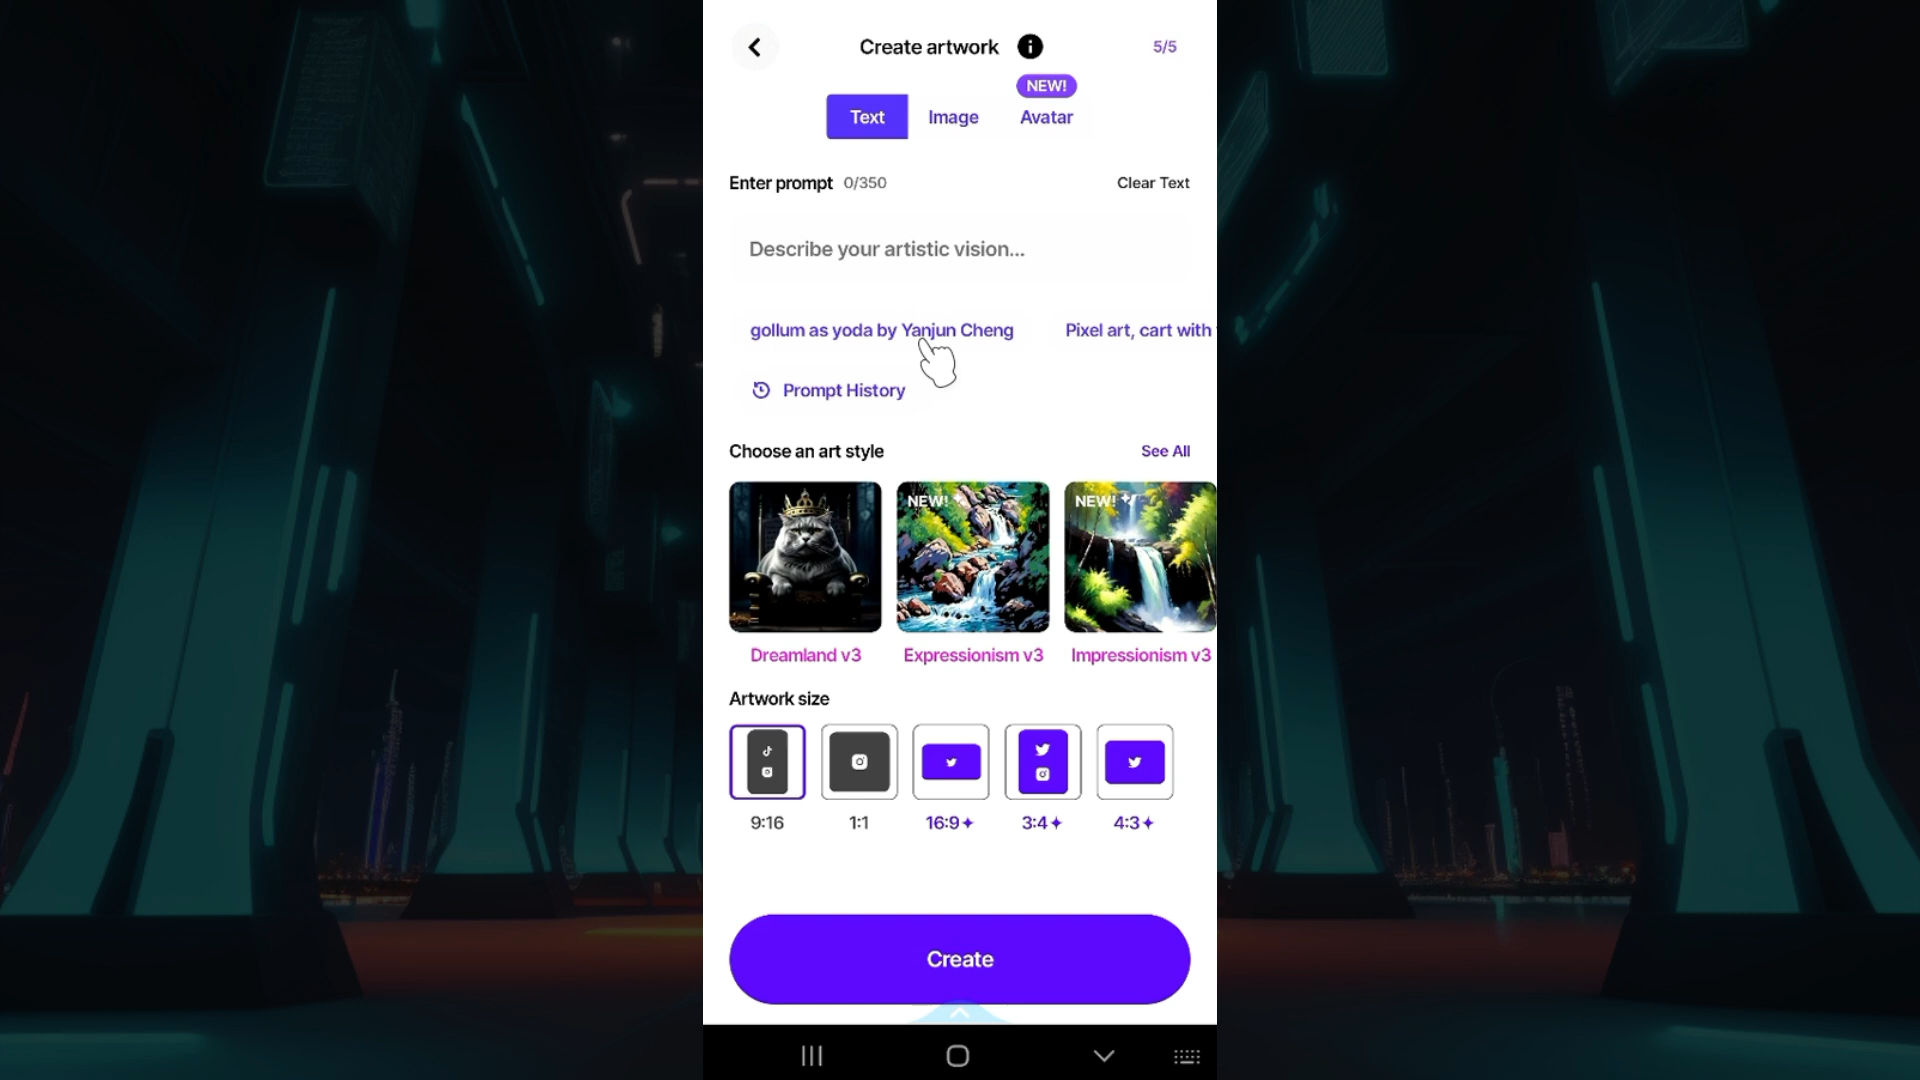 Create artwork
5/5
NEW!
Text
Image
Avatar
Enter prompt 0/350
Clear Text
Describe your artistic vision...
gollum as yoda by Yanjun Cheng
Pixel art, cart with
Prompt History
Choose an art style
See All
NEW!
NEW!
Dreamland v3
Expressionism v3
Impressionism v3
Artwork size
9:16
1:1
16:9
3:4
4:3
Create